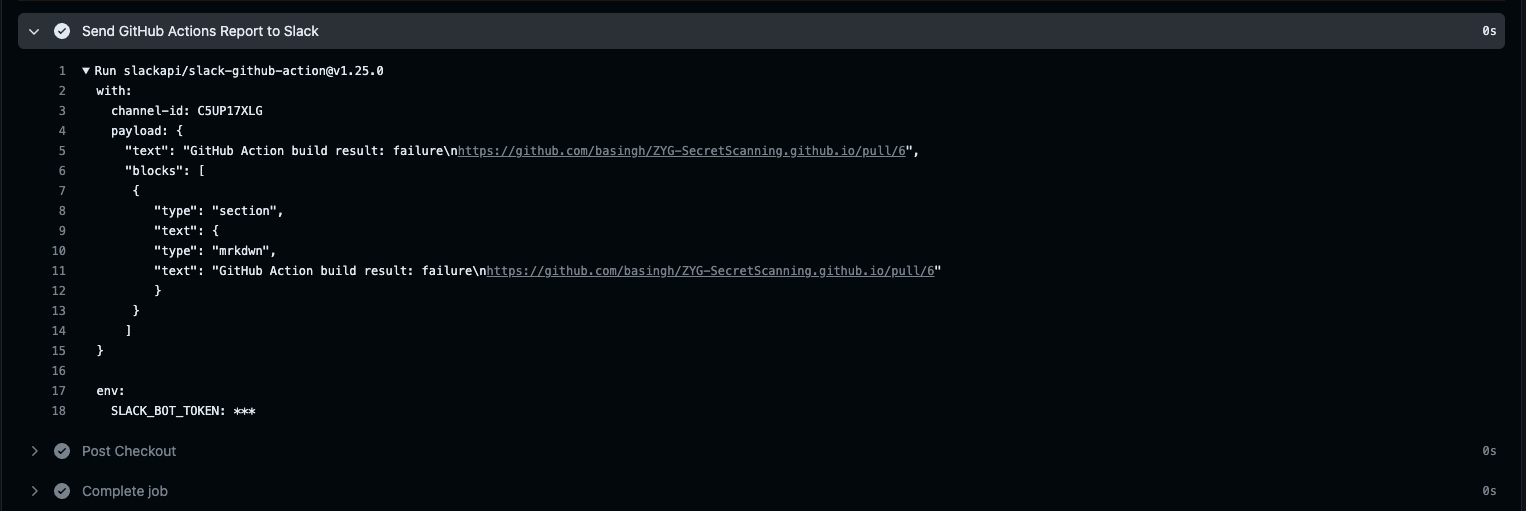 Send GitHub Actions Report to Slack 0s
1 ▼ Run slackapi/slack-github-action@v1.25.0
2 with:
3 channel-id: C5UP17XLG
4 payload: {
5 "text": "GitHub Action build result: failure\nhttps://github.com/basingh/ZYG-SecretScanning.github.io/pull/6",
6 "blocks": [
7 {
8 "type": "section",
9 "text": {
10 "type": "mrkdwn",
11 "text": "GitHub Action build result: failure\nhttps://github.com/basingh/ZYG-SecretScanning.github.io/pull/6"
12 }
13 }
14 ]
15 }
16
17 env:
18 SLACK_BOT_TOKEN: ***
Post Checkout 0s
Complete job 0s